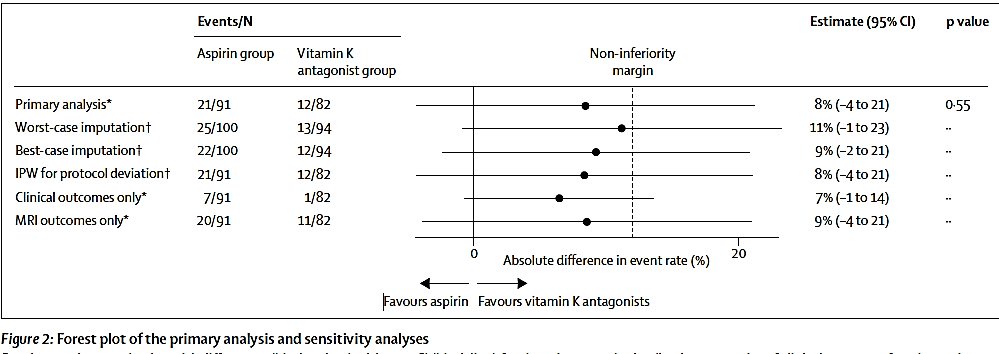 Events/N Estimate (95% CI) p value
Aspirin group Vitamin K antagonist group Non-inferiority margin
Primary analysis* 21/91 12/82 8% (–4 to 21) 0·55
Worst-case imputation† 25/100 13/94 11% (–1 to 23) ··
Best-case imputation† 22/100 12/94 9% (–2 to 21) ··
IPW for protocol deviation† 21/91 12/82 8% (–4 to 21) ··
Clinical outcomes only* 7/91 1/82 7% (–1 to 14) ··
MRI outcomes only* 20/91 11/82 9% (–4 to 21) ··
0 20
Absolute difference in event rate (%)
Favours aspirin Favours vitamin K antagonists
Figure 2: Forest plot of the primary analysis and sensitivity analyses